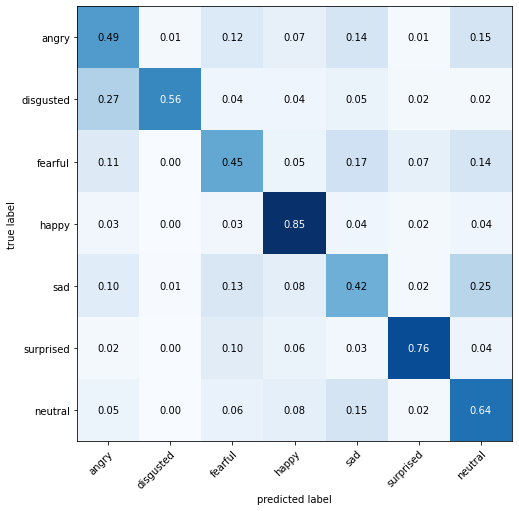 true label
angry 0.49 0.01 0.12 0.07 0.14 0.01 0.15
disgusted 0.27 0.56 0.04 0.04 0.05 0.02 0.02
fearful 0.11 0.00 0.45 0.05 0.17 0.07 0.14
happy 0.03 0.00 0.03 0.85 0.04 0.02 0.04
sad 0.10 0.01 0.13 0.08 0.42 0.02 0.25
surprised 0.02 0.00 0.10 0.06 0.03 0.76 0.04
neutral 0.05 0.00 0.06 0.08 0.15 0.02 0.64
angry disgusted fearful happy sad surprised neutral
predicted label